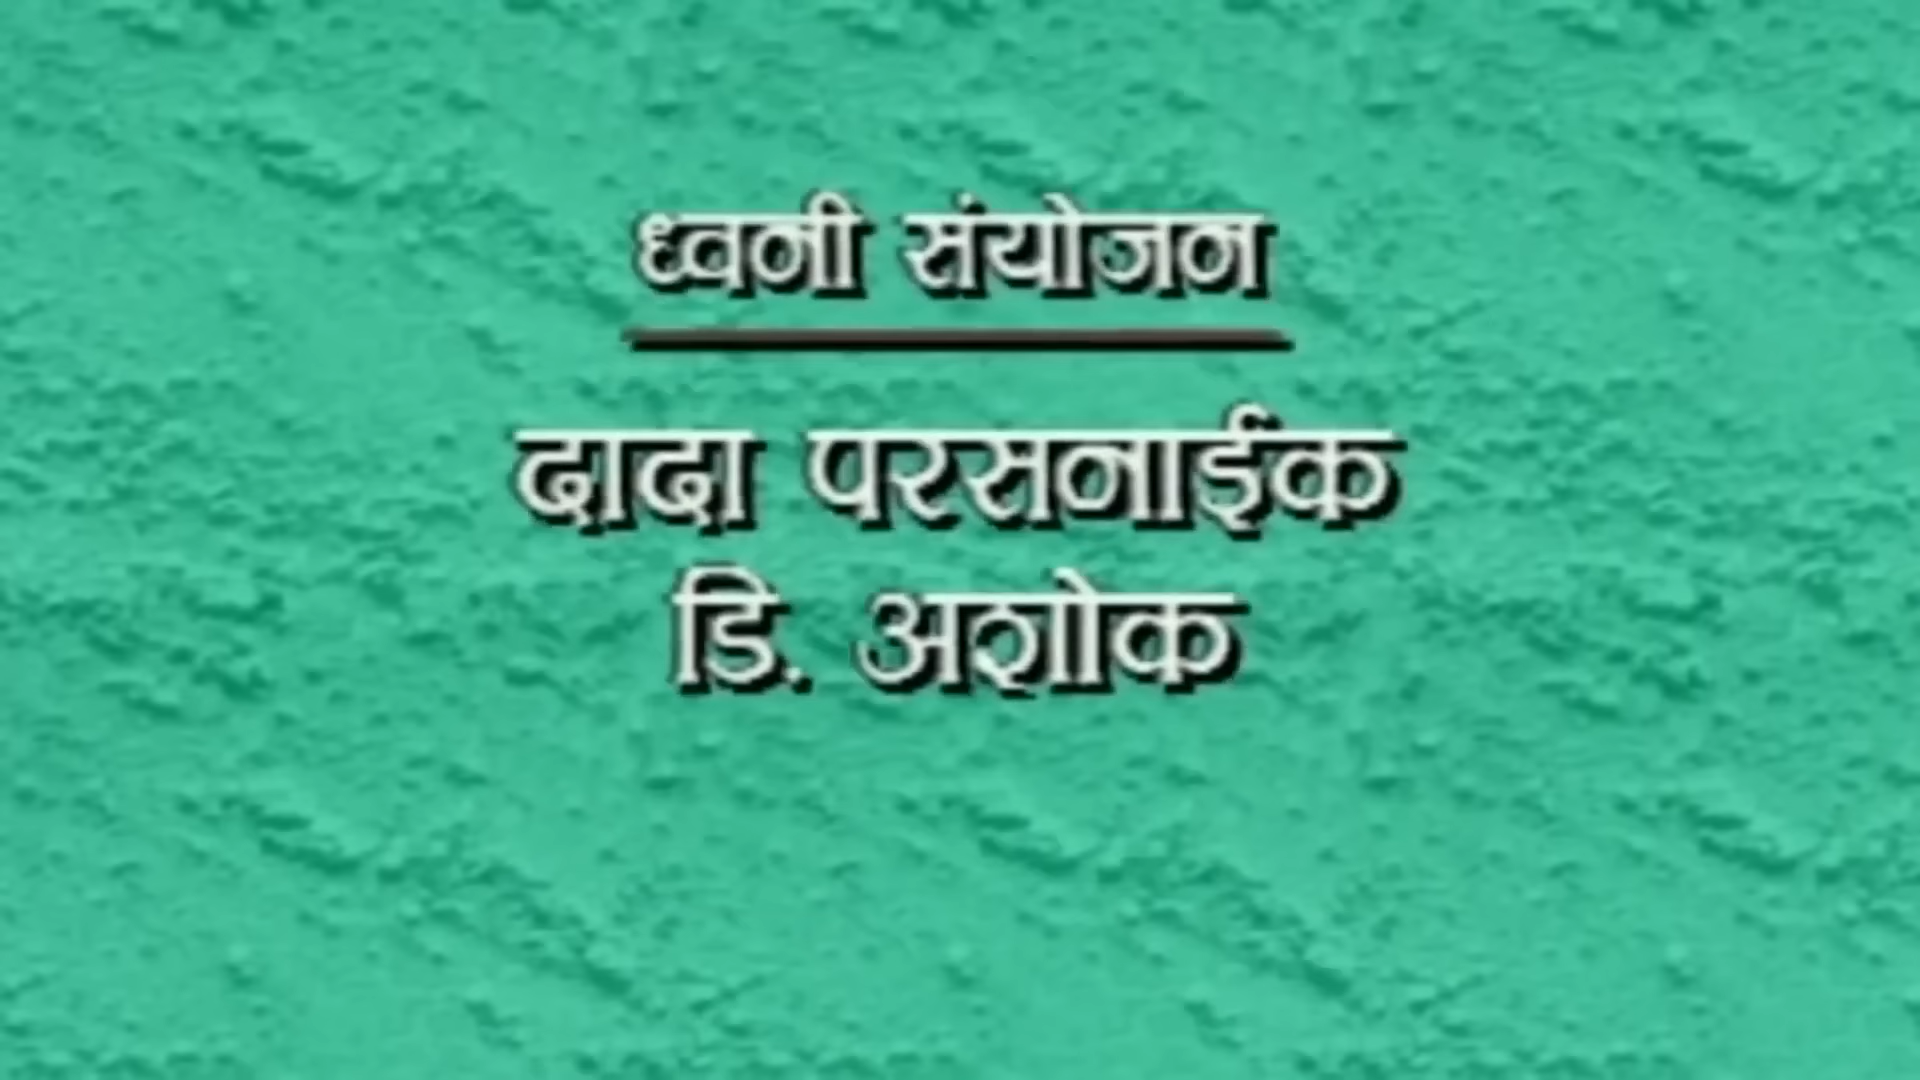 ध्वनी संयोजन
दादा परसनाईक
डि. अशोक